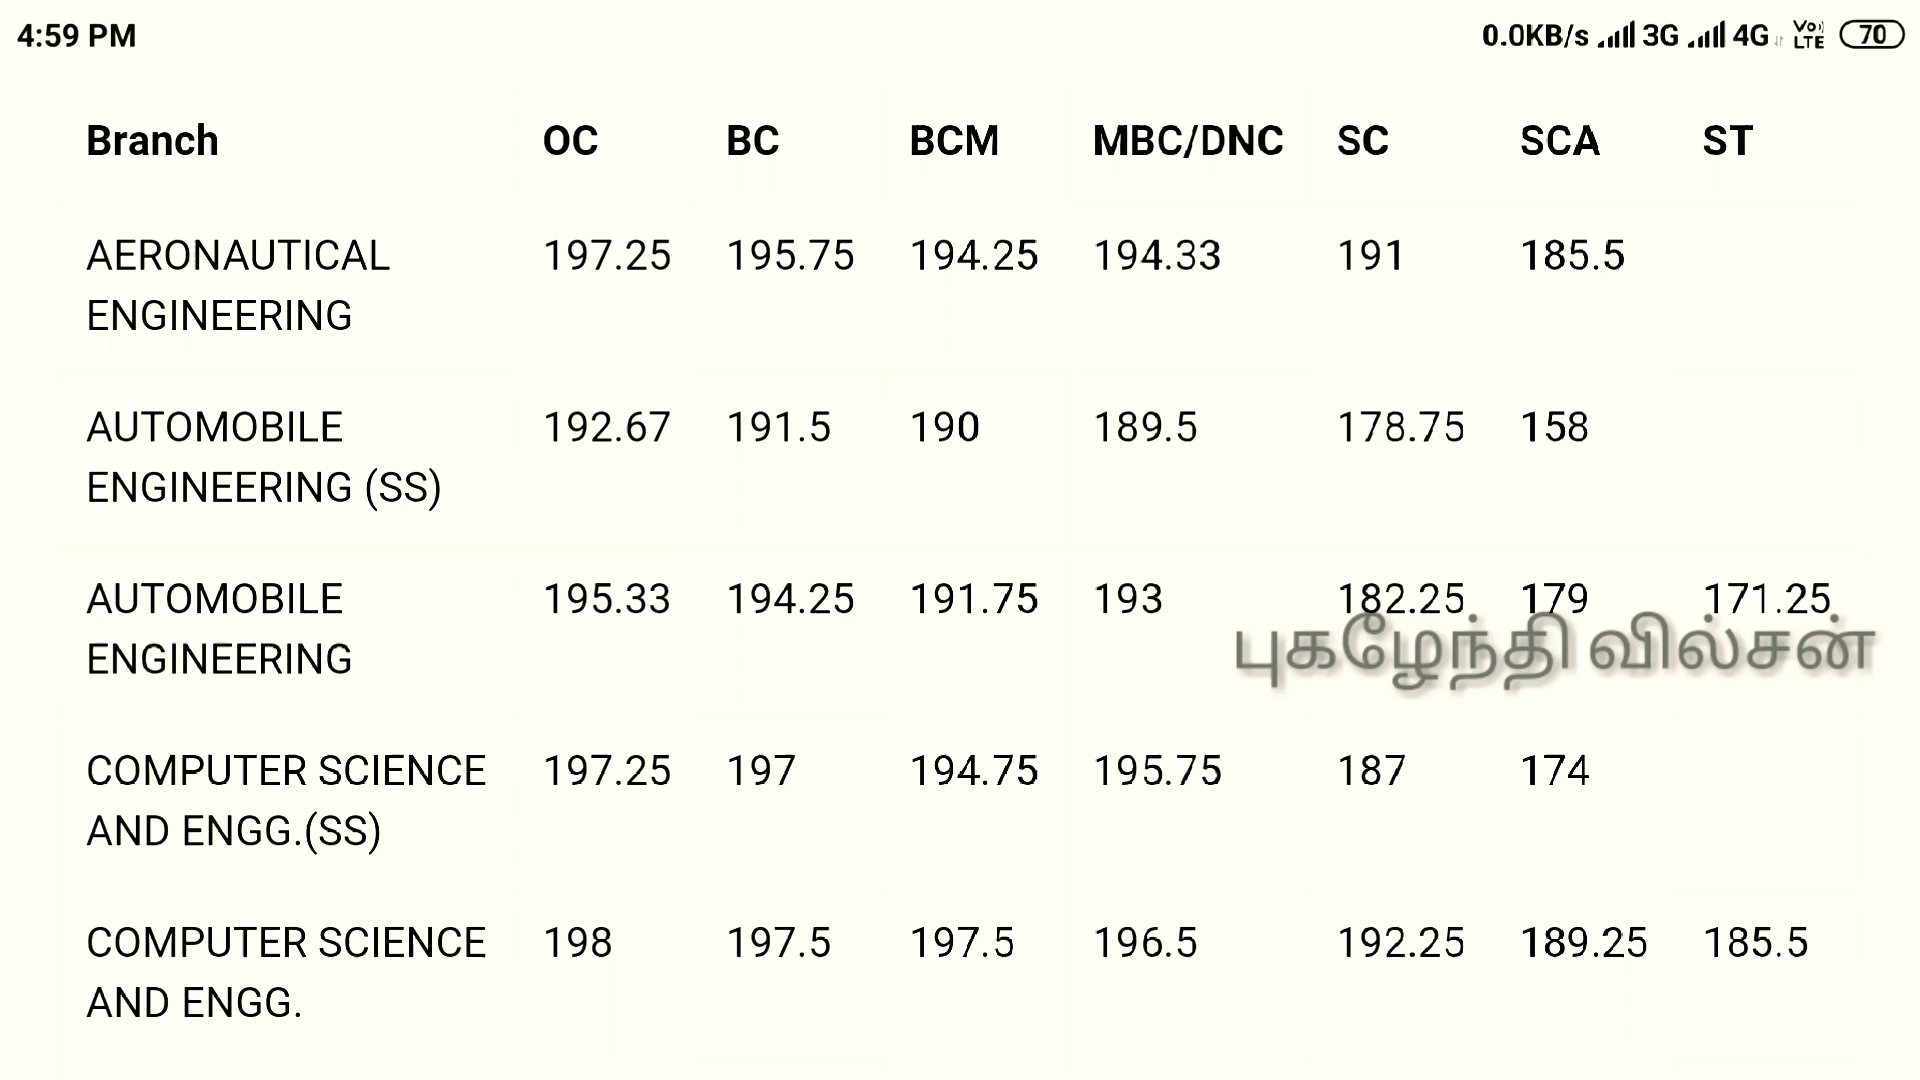 4:59 PM 0.0KB/s 3G 4G Vo LTE 70
Branch OC BC BCM MBC/DNC SC SCA ST
AERONAUTICAL 197.25 195.75 194.25 194.33 191 185.5
ENGINEERING
AUTOMOBILE 192.67 191.5 190 189.5 178.75 158
ENGINEERING (SS)
AUTOMOBILE 195.33 194.25 191.75 193 182.25 179 171.25
ENGINEERING
புகழேந்தி வில்சன்
COMPUTER SCIENCE 197.25 197 194.75 195.75 187 174
AND ENGG.(SS)
COMPUTER SCIENCE 198 197.5 197.5 196.5 192.25 189.25 185.5
AND ENGG.